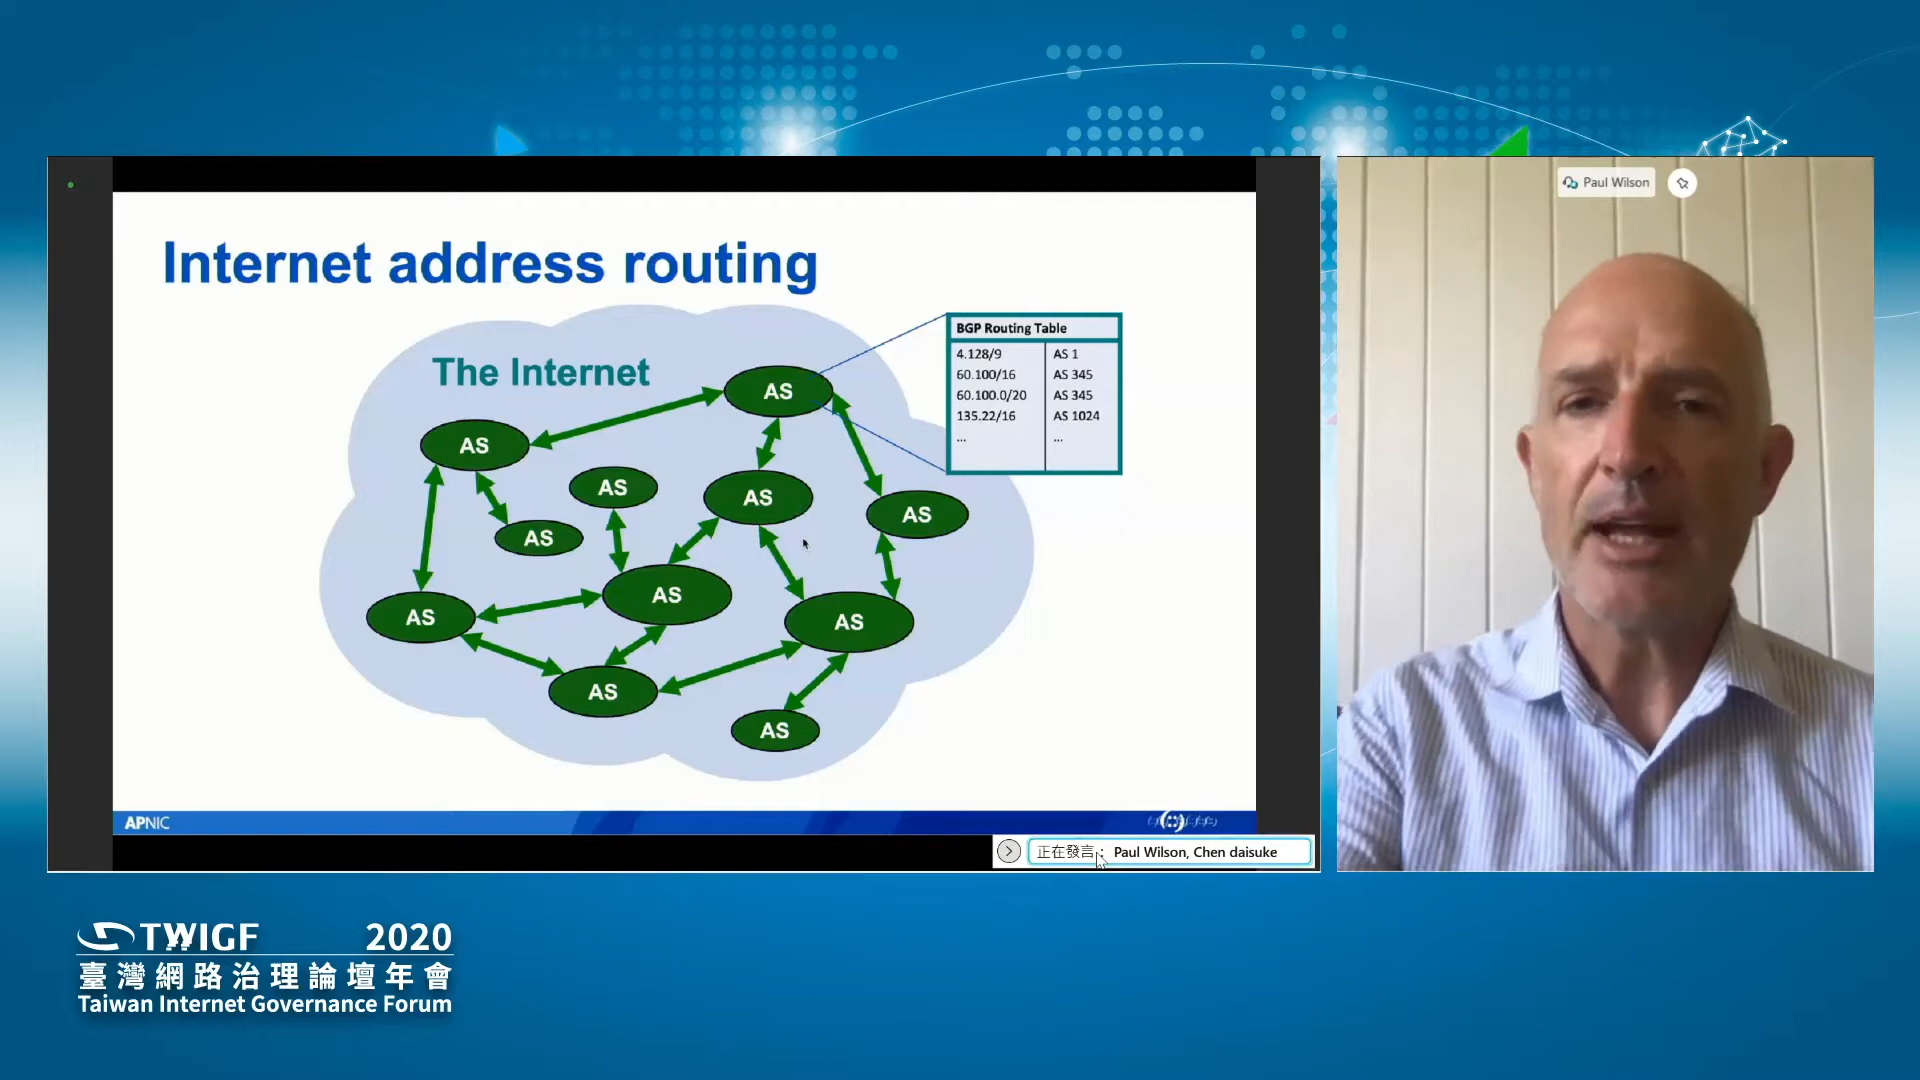 Paul Wilson
Internet address routing
The Internet
BGP Routing Table
4.128/9 AS 1
60.100/16 AS 345
60.100.0/20 AS 345
135.22/16 AS 1024
... ...
AS
AS
AS
AS
AS
AS
AS
AS
AS
AS
AS
APNIC
正在發言: Paul Wilson, Chen daisuke
TWIGF 2020
臺灣網路治理論壇年會
Taiwan Internet Governance Forum